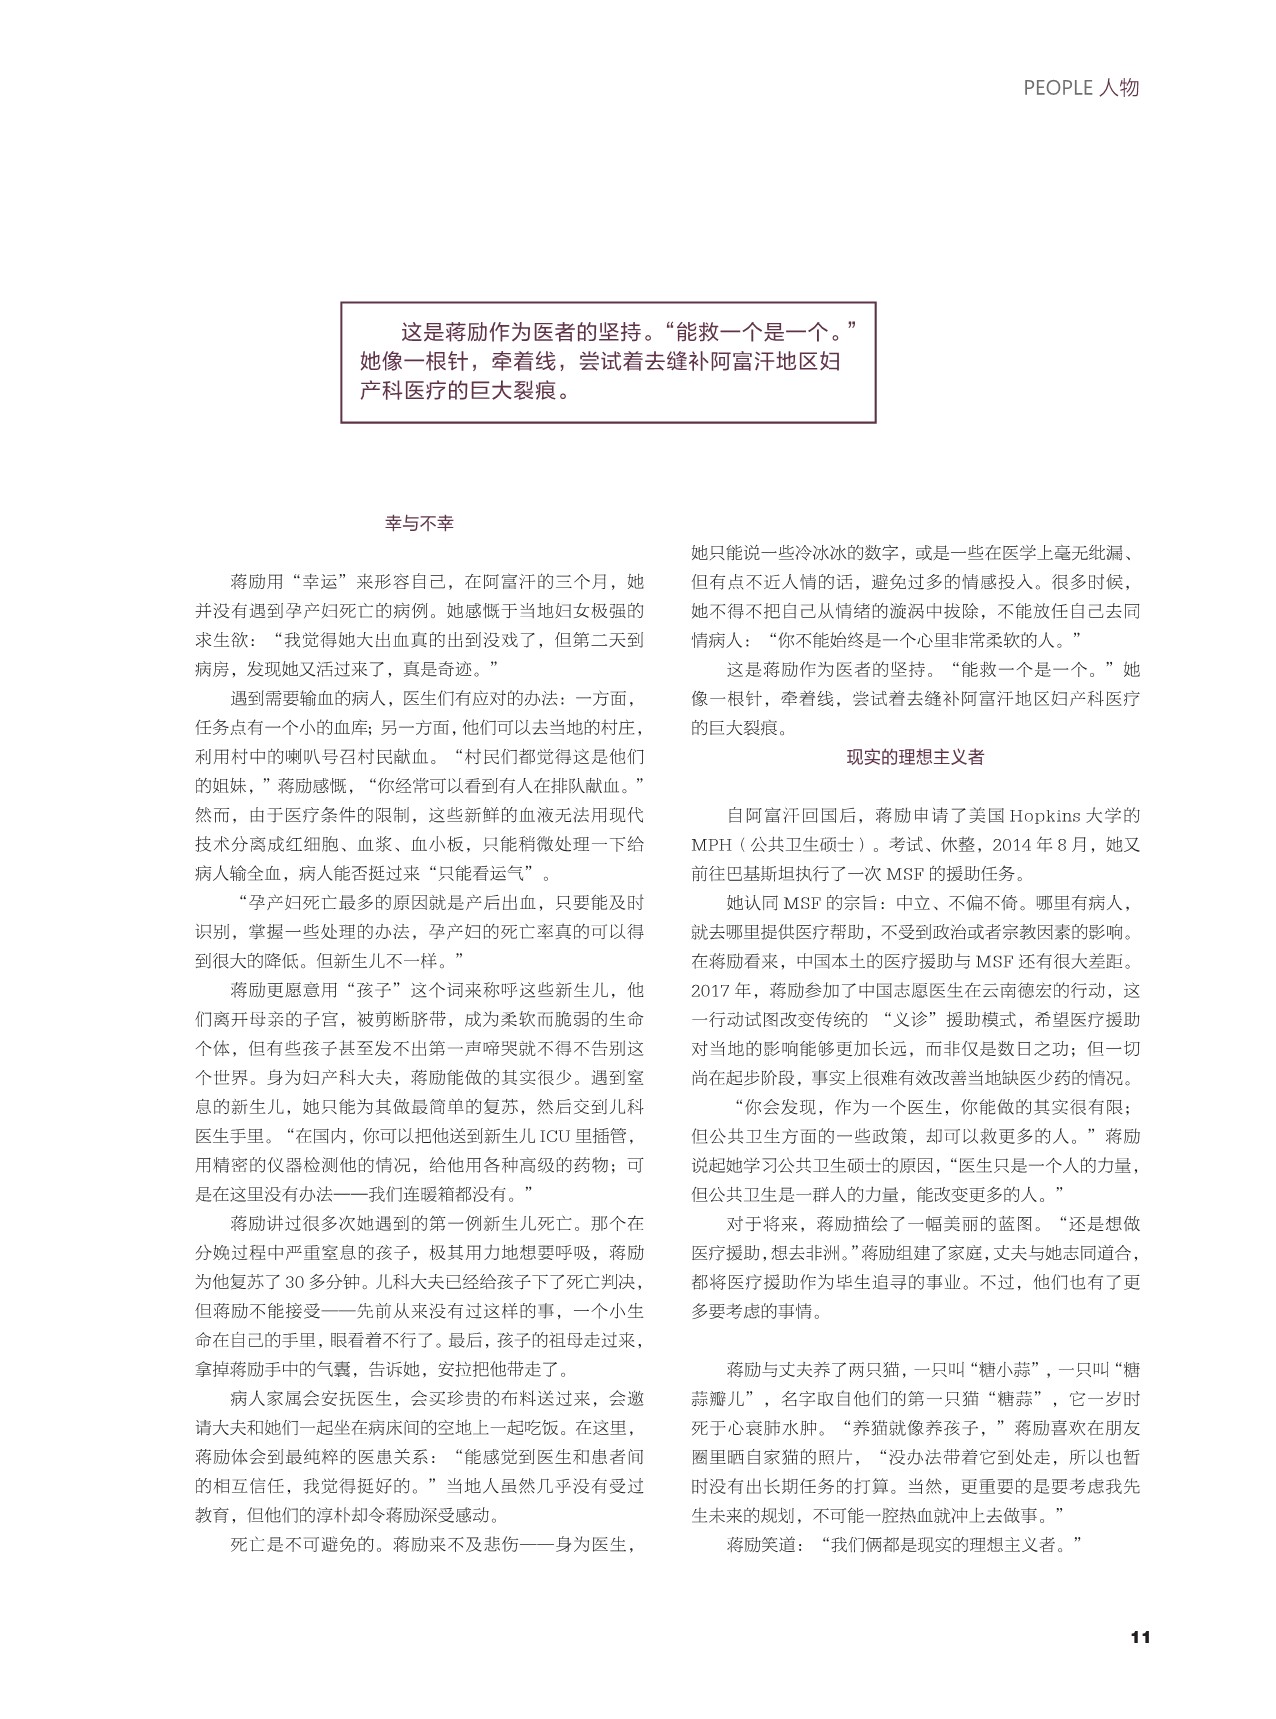 PEOPLE 人物
这是蒋励作为医者的坚持。“能救一个是一个。”
她像一根针，牵着线，尝试着去缝补阿富汗地区妇
产科医疗的巨大裂痕。
幸与不幸
蒋励用“幸运”来形容自己，在阿富汗的三个月，她
并没有遇到孕产妇死亡的病例。她感慨于当地妇女极强的
求生欲：“我觉得她大出血真的出到没戏了，但第二天到
病房，发现她又活过来了，真是奇迹。”
遇到需要输血的病人，医生们有应对的办法：一方面，
任务点有一个小的血库；另一方面，他们可以去当地的村庄，
利用村中的喇叭号召村民献血。“村民们都觉得这是他们
的姐妹，”蒋励感慨，“你经常可以看到有人在排队献血。”
然而，由于医疗条件的限制，这些新鲜的血液无法用现代
技术分离成红细胞、血浆、血小板，只能稍微处理一下给
病人输全血，病人能否挺过来“只能看运气”。
“孕产妇死亡最多的原因就是产后出血，只要能及时
识别，掌握一些处理的办法，孕产妇的死亡率真的可以得
到很大的降低。但新生儿不一样。”
蒋励更愿意用“孩子”这个词来称呼这些新生儿，他
们离开母亲的子宫，被剪断脐带，成为柔软而脆弱的生命
个体，但有些孩子甚至发不出第一声啼哭就不得不告别这
个世界。身为妇产科大夫，蒋励能做的其实很少。遇到窒
息的新生儿，她只能为其做最简单的复苏，然后交到儿科
医生手里。“在国内，你可以把他送到新生儿 ICU 里插管，
用精密的仪器检测他的情况，给他用各种高级的药物；可
是在这里没有办法——我们连暖箱都没有。”
蒋励讲过很多次她遇到的第一例新生儿死亡。那个在
分娩过程中严重窒息的孩子，极其用力地想要呼吸，蒋励
为他复苏了 30 多分钟。儿科大夫已经给孩子下了死亡判决，
但蒋励不能接受——先前从来没有过这样的事，一个小生
命在自己的手里，眼看着不行了。最后，孩子的祖母走过来，
拿掉蒋励手中的气囊，告诉她，安拉把他带走了。
病人家属会安抚医生，会买珍贵的布料送过来，会邀
请大夫和她们一起坐在病床间的空地上一起吃饭。在这里，
蒋励体会到最纯粹的医患关系：“能感觉到医生和患者间
的相互信任，我觉得挺好的。”当地人虽然几乎没有受过
教育，但他们的淳朴却令蒋励深受感动。
死亡是不可避免的。蒋励来不及悲伤——身为医生，
她只能说一些冷冰冰的数字，或是一些在医学上毫无纰漏、
但有点不近人情的话，避免过多的情感投入。很多时候，
她不得不把自己从情绪的漩涡中拔除，不能放任自己去同
情病人：“你不能始终是一个心里非常柔软的人。”
这是蒋励作为医者的坚持。“能救一个是一个。”她
像一根针，牵着线，尝试着去缝补阿富汗地区妇产科医疗
的巨大裂痕。
现实的理想主义者
自阿富汗回国后，蒋励申请了美国 Hopkins 大学的
MPH（公共卫生硕士）。考试、休整，2014 年 8 月，她又
前往巴基斯坦执行了一次 MSF 的援助任务。
她认同 MSF 的宗旨：中立、不偏不倚。哪里有病人，
就去哪里提供医疗帮助，不受到政治或者宗教因素的影响。
在蒋励看来，中国本土的医疗援助与 MSF 还有很大差距。
2017 年，蒋励参加了中国志愿医生在云南德宏的行动，这
一行动试图改变传统的 “义诊”援助模式，希望医疗援助
对当地的影响能够更加长远，而非仅是数日之功；但一切
尚在起步阶段，事实上很难有效改善当地缺医少药的情况。
“你会发现，作为一个医生，你能做的其实很有限；
但公共卫生方面的一些政策，却可以救更多的人。”蒋励
说起她学习公共卫生硕士的原因，“医生只是一个人的力量，
但公共卫生是一群人的力量，能改变更多的人。”
对于将来，蒋励描绘了一幅美丽的蓝图。“还是想做
医疗援助，想去非洲。”蒋励组建了家庭，丈夫与她志同道合，
都将医疗援助作为毕生追寻的事业。不过，他们也有了更
多要考虑的事情。
蒋励与丈夫养了两只猫，一只叫“糖小蒜”，一只叫“糖
蒜瓣儿”，名字取自他们的第一只猫“糖蒜”，它一岁时
死于心衰肺水肿。“养猫就像养孩子，”蒋励喜欢在朋友
圈里晒自家猫的照片，“没办法带着它到处走，所以也暂
时没有出长期任务的打算。当然，更重要的是要考虑我先
生未来的规划，不可能一腔热血就冲上去做事。”
蒋励笑道：“我们俩都是现实的理想主义者。”
11